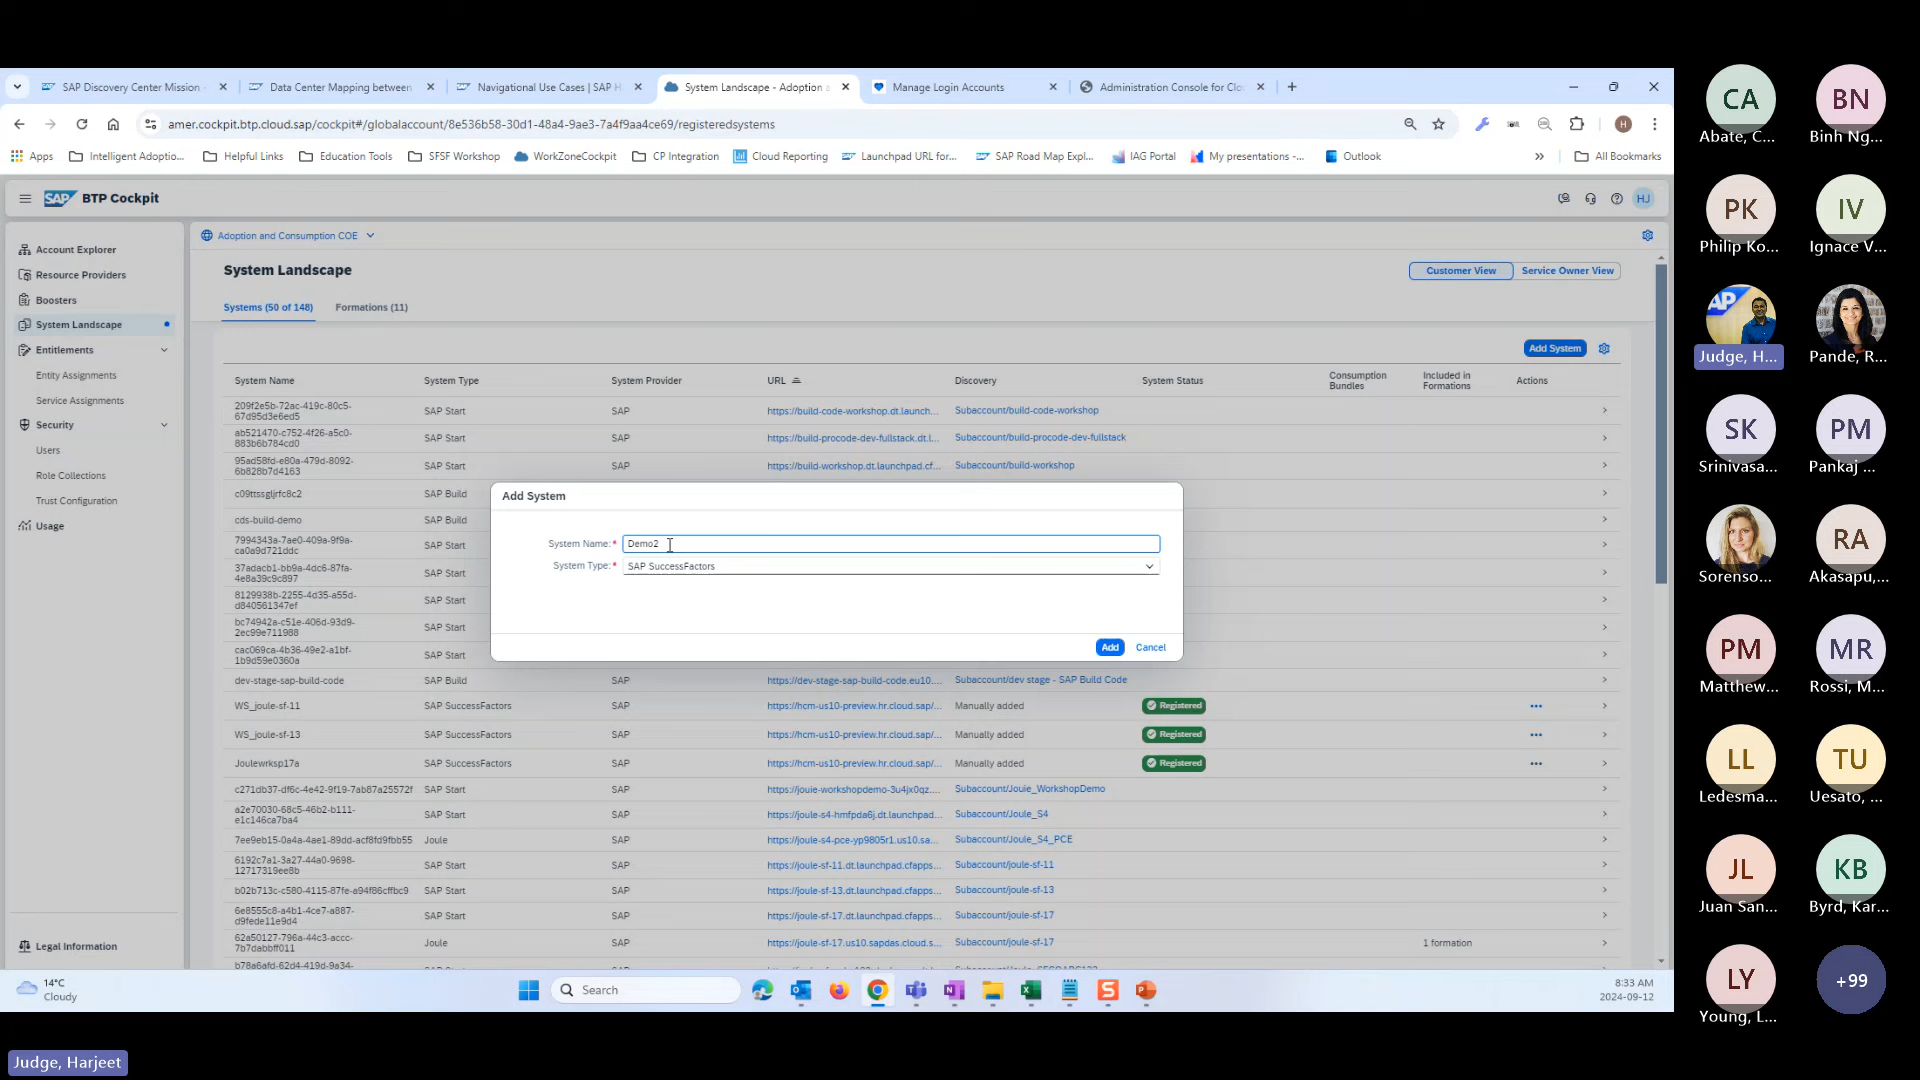 SAP Discovery Center Mission
Data Center Mapping between
Navigational Use Cases | SAP H
System Landscape - Adoption a
Manage Login Accounts
Administration Console for Clo
amer.cockpit.btp.cloud.sap/cockpit#/globalaccount/8e536b58-30d1-48a4-9ae3-7a4f9aa4ce69/registeredsystems
H
Apps
Intelligent Adoptio...
Helpful Links
Education Tools
SFSF Workshop
WorkZoneCockpit
CP Integration
Cloud Reporting
Launchpad URL for...
SAP Road Map Expl...
IAG Portal
My presentations -...
Outlook
All Bookmarks
SAP BTP Cockpit
HJ
Account Explorer
Resource Providers
Boosters
System Landscape
Entitlements
Entity Assignments
Service Assignments
Security
Users
Role Collections
Trust Configuration
Usage
Legal Information
Adoption and Consumption COE
System Landscape
Customer View
Service Owner View
Systems (50 of 148)
Formations (11)
Add System
System Name System Type System Provider URL Discovery System Status Consumption Bundles Included in Formations Actions
209f2e5b-72ac-419c-80c5-67d95d3e6ed5 SAP Start SAP https://build-code-workshop.dt.launch... Subaccount/build-code-workshop
ab521470-c752-4f26-a5c0-883b6b784cd0 SAP Start SAP https://build-procode-dev-fullstack.dt.l... Subaccount/build-procode-dev-fullstack
95ad58fd-e80a-479d-8092-6b828b7d4163 SAP Start SAP https://build-workshop.dt.launchpad.cf... Subaccount/build-workshop
c09ttssgljrfc8c2 SAP Build
cds-build-demo SAP Build
7994343a-7ae0-409a-9f9a-ca0a9d721ddc SAP Start
37adacb1-bb9a-4dc6-87fa-4e8a39c9c897 SAP Start
8129938b-2255-4d35-a55d-d840561347ef SAP Start
bc74942a-c51e-406d-93d9-2ec99e711988 SAP Start
cac069ca-4b36-49e2-a1bf-1b9d59e0360a SAP Start
dev-stage-sap-build-code SAP Build SAP https://dev-stage-sap-build-code.eu10.... Subaccount/dev stage - SAP Build Code
WS_joule-sf-11 SAP SuccessFactors SAP https://hcm-us10-preview.hr.cloud.sap/... Manually added Registered
WS_joule-sf-13 SAP SuccessFactors SAP https://hcm-us10-preview.hr.cloud.sap/... Manually added Registered
Joulewrksp17a SAP SuccessFactors SAP https://hcm-us10-preview.hr.cloud.sap/... Manually added Registered
c271db37-df6c-4e42-9f19-7ab87a25572f SAP Start SAP https://jouie-workshopdemo-3u4jx0qz.... Subaccount/Jouie_WorkshopDemo
a2e70030-68c5-46b2-b111-e1c146ca7ba4 SAP Start SAP https://joule-s4-hmfpda6j.dt.launchpad... Subaccount/Joule_S4
7ee9eb15-0a4a-4ae1-89dd-acf8fd9fbb55 Joule SAP https://joule-s4-pce-yp9805r1.us10.sa... Subaccount/Joule_S4_PCE
6192c7a1-3a27-44a0-9698-12717319ee8b SAP Start SAP https://joule-sf-11.dt.launchpad.cfapps... Subaccount/joule-sf-11
b02b713c-c580-4115-87fe-a94f86cffbc9 SAP Start SAP https://joule-sf-13.dt.launchpad.cfapps... Subaccount/joule-sf-13
6e8555c8-a4b1-4ce7-a887-d9fede11e9d4 SAP Start SAP https://joule-sf-17.dt.launchpad.cfapps... Subaccount/joule-sf-17
62a50127-796a-44c3-accc-7b7dabbff011 Joule SAP https://joule-sf-17.us10.sapdas.cloud.s... Subaccount/joule-sf-17 1 formation
b78a6afd-62d4-419d-9a34-
Add System
System Name:* Demo2
System Type:* SAP SuccessFactors
Add Cancel
14°C
Cloudy
Search
8:33 AM
2024-09-12
CA BN
Abate, C... Binh Ng...
PK IV
Philip Ko... Ignace V...
AP
Judge, H... Pande, R...
SK PM
Srinivasa... Pankaj ...
RA
Sorenso... Akasapu,...
PM MR
Matthew... Rossi, M...
LL TU
Ledesma... Uesato, ...
JL KB
Juan San... Byrd, Kar...
LY +99
Young, L...
Judge, Harjeet